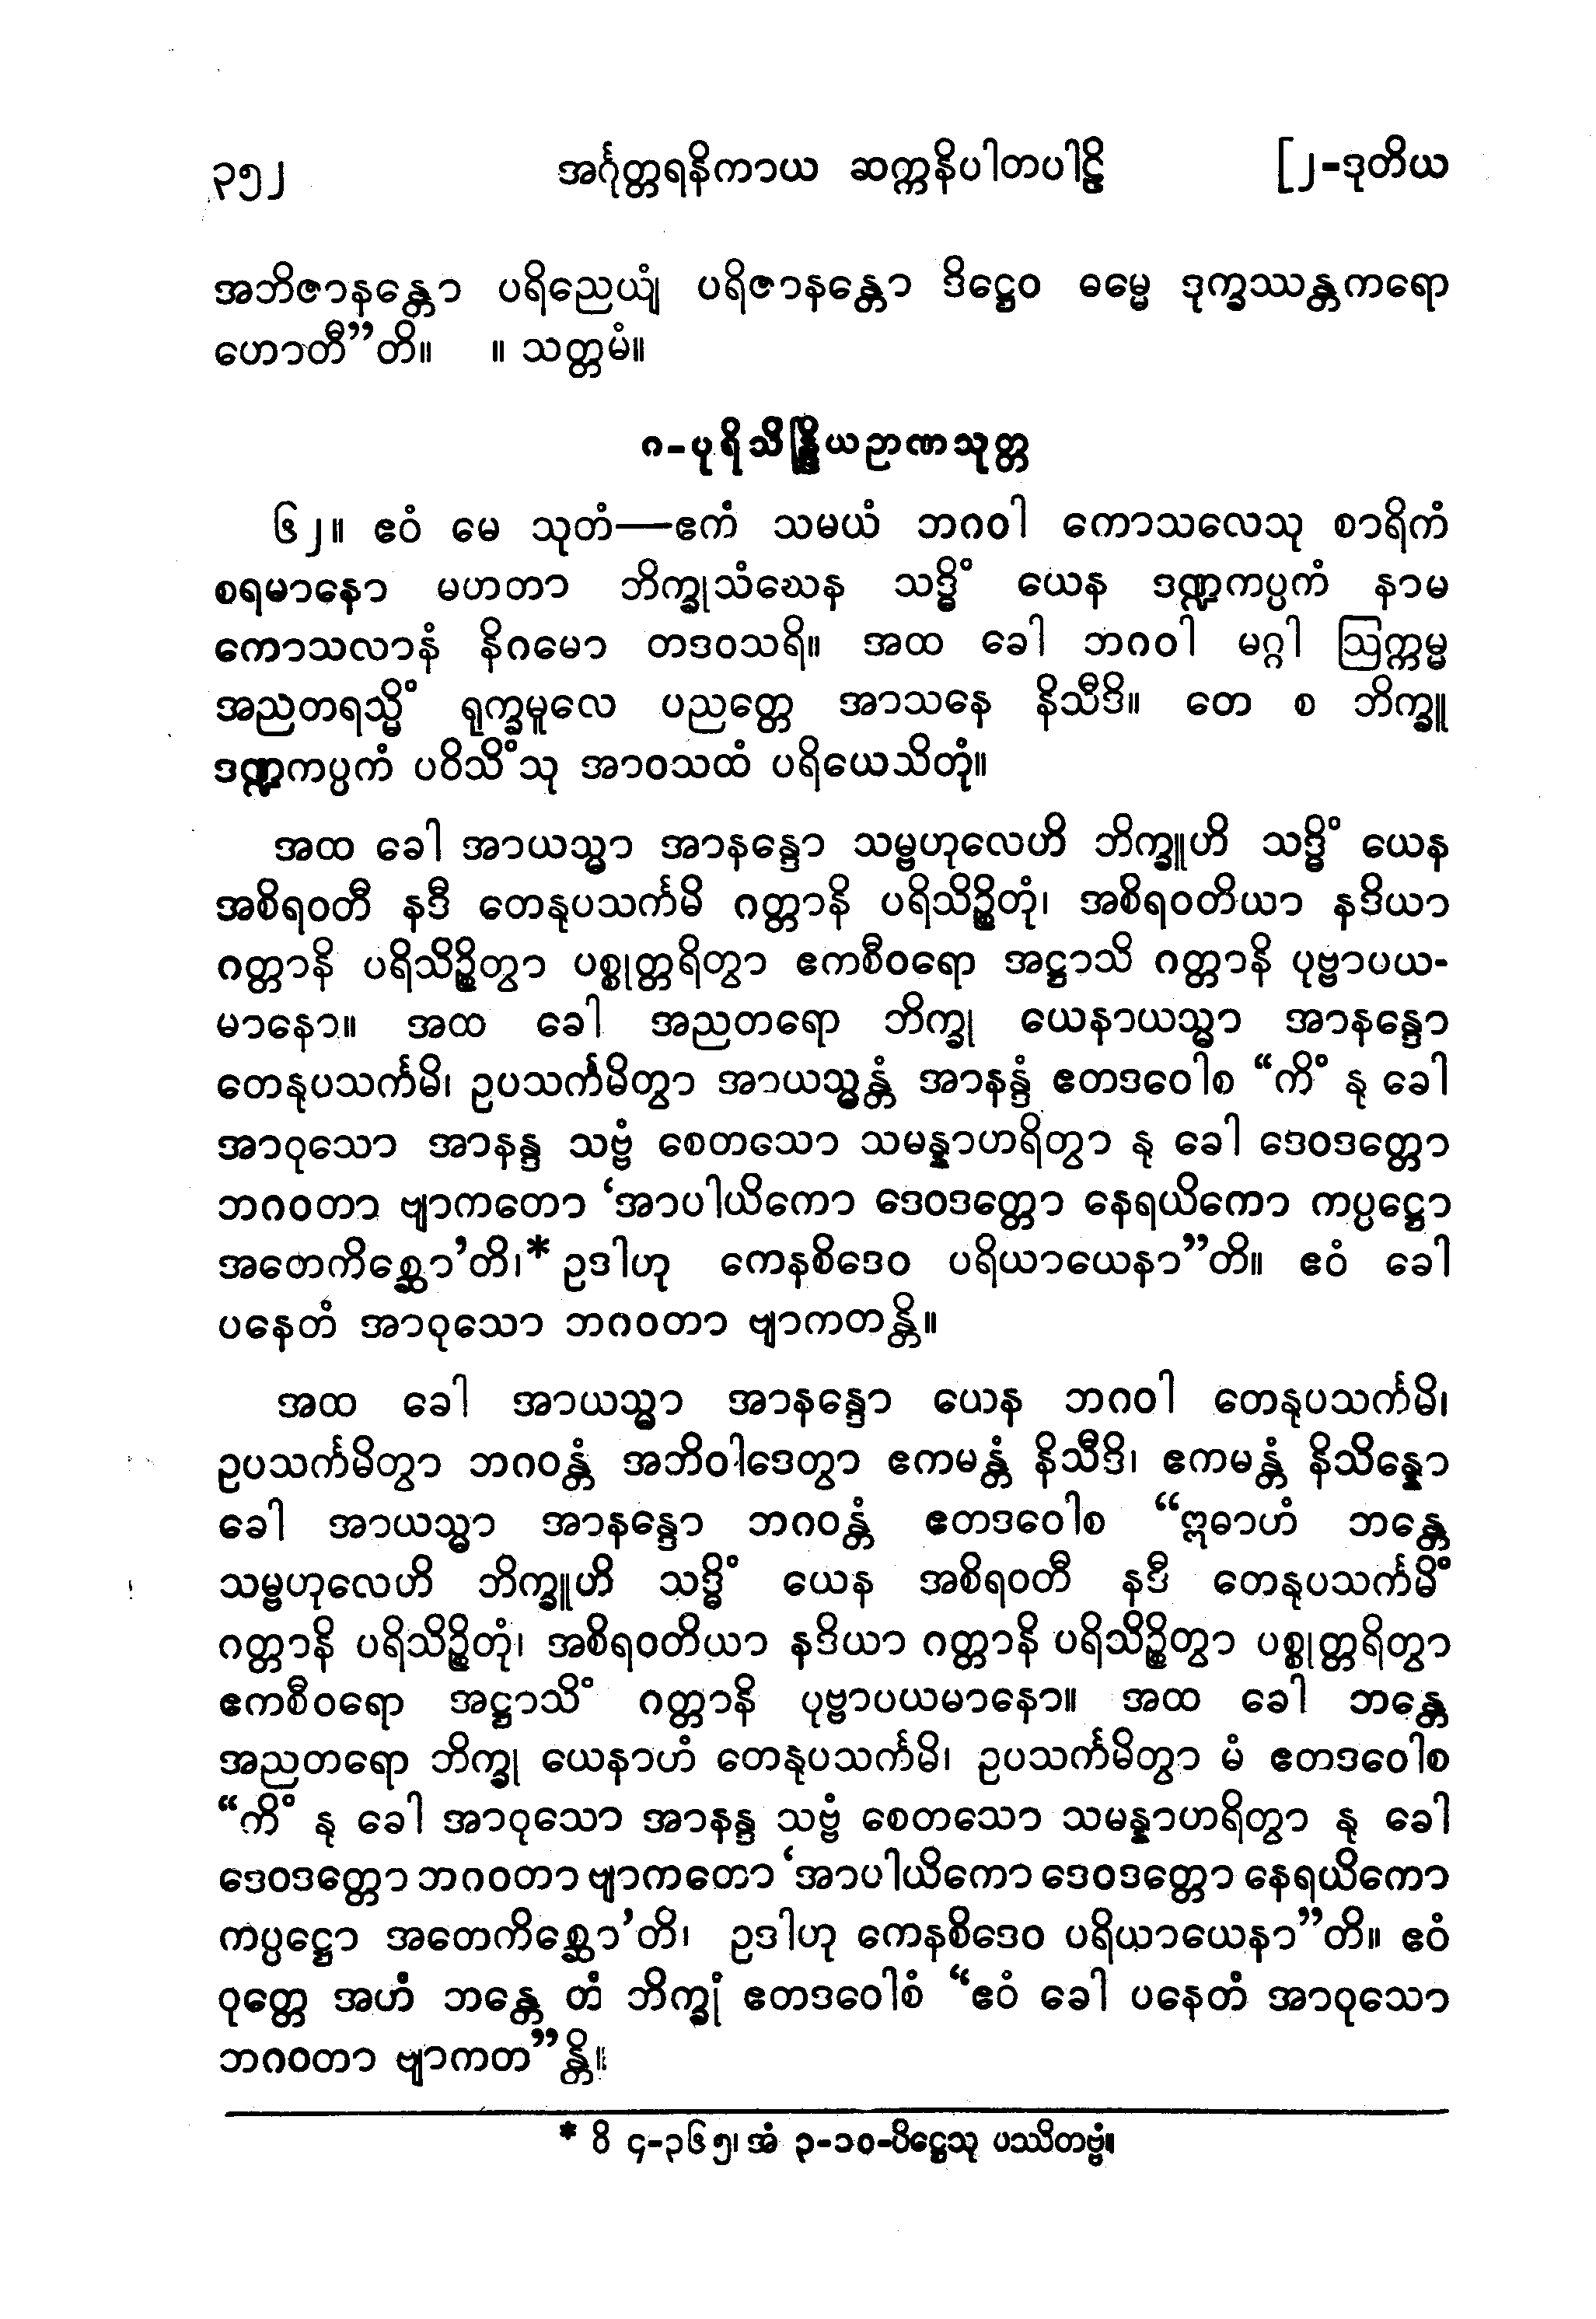 ၃၅၂ အင်္ဂုတ္တရနိကာယ ဆက္ကနိပါတပါဠိ [၂-ဒုတိယ
အဘိဇာနန္တော ပရိညေယျံ ပရိဇာနန္တော ဒိဋ္ဌေဝ ဓမ္မေ ဒုက္ခဿန္တကရော
ဟောတီ”တိ။ ။ သတ္တမံ။
ဂ-ပုရိသိန္ဒြိယဉာဏသုတ္တ
၆၂။ ဧဝံ မေ သုတံ—ဧကံ သမယံ ဘဂဝါ ကောသလေသု စာရိကံ
စရမာနော မဟတာ ဘိက္ခုသံဃေန သဒ္ဓိံ ယေန ဒဏ္ဍကပ္ပကံ နာမ
ကောသလာနံ နိဂမော တဒဝသရိ။ အထ ခေါ ဘဂဝါ မဂ္ဂါ ဩက္ကမ္မ
အညတရသ္မိံ ရုက္ခမူလေ ပညတ္တေ အာသနေ နိသီဒိ။ တေ စ ဘိက္ခူ
ဒဏ္ဍကပ္ပကံ ပဝိသိံသု အာဝသထံ ပရိယေသိတုံ။
အထ ခေါ အာယသ္မာ အာနန္ဒော သမ္ဗဟုလေဟိ ဘိက္ခူဟိ သဒ္ဓိံ ယေန
အစိရဝတီ နဒီ တေနုပသင်္ကမိ ဂတ္တာနိ ပရိသိဉ္စိတုံ၊ အစိရဝတိယာ နဒိယာ
ဂတ္တာနိ ပရိသိဉ္စိတွာ ပစ္စုတ္တရိတွာ ဧကစီဝရော အဋ္ဌာသိ ဂတ္တာနိ ပုဗ္ဗာပယ-
မာနော။ အထ ခေါ အညတရော ဘိက္ခု ယေနာယသ္မာ အာနန္ဒော
တေနုပသင်္ကမိ၊ ဥပသင်္ကမိတွာ အာယသ္မန္တံ အာနန္ဒံ ဧတဒဝေါစ “ကိံ နု ခေါ
အာဝုသော အာနန္ဒ သဗ္ဗံ စေတသော သမန္နာဟရိတွာ နု ခေါ ဒေဝဒတ္တော
ဘဂဝတာ ဗျာကတော ‘အာပါယိကော ဒေဝဒတ္တော နေရယိကော ကပ္ပဋ္ဌော
အတေကိစ္ဆော’တိ၊* ဥဒါဟု ကေနစိဒေဝ ပရိယာယေနာ”တိ။ ဧဝံ ခေါ
ပနေတံ အာဝုသော ဘဂဝတာ ဗျာကတန္တိ။
အထ ခေါ အာယသ္မာ အာနန္ဒော ယေန ဘဂဝါ တေနုပသင်္ကမိ၊
ဥပသင်္ကမိတွာ ဘဂဝန္တံ အဘိဝါဒေတွာ ဧကမန္တံ နိသီဒိ၊ ဧကမန္တံ နိသိန္နော
ခေါ အာယသ္မာ အာနန္ဒော ဘဂဝန္တံ ဧတဒဝေါစ “ဣဓာဟံ ဘန္တေ
သမ္ဗဟုလေဟိ ဘိက္ခူဟိ သဒ္ဓိံ ယေန အစိရဝတီ နဒီ တေနုပသင်္ကမိံ
ဂတ္တာနိ ပရိသိဉ္စိတုံ၊ အစိရဝတိယာ နဒိယာ ဂတ္တာနိ ပရိသိဉ္စိတွာ ပစ္စုတ္တရိတွာ
ဧကစီဝရော အဋ္ဌာသိံ ဂတ္တာနိ ပုဗ္ဗာပယမာနော။ အထ ခေါ ဘန္တေ
အညတရော ဘိက္ခု ယေနာဟံ တေနုပသင်္ကမိ၊ ဥပသင်္ကမိတွာ မံ ဧတဒဝေါစ
“ကိံ နု ခေါ အာဝုသော အာနန္ဒ သဗ္ဗံ စေတသော သမန္နာဟရိတွာ နု ခေါ
ဒေဝဒတ္တော ဘဂဝတာ ဗျာကတော ‘အာပါယိကော ဒေဝဒတ္တော နေရယိကော
ကပ္ပဋ္ဌော အတေကိစ္ဆော’တိ၊ ဥဒါဟု ကေနစိဒေဝ ပရိယာယေနာ”တိ။ ဧဝံ
ဝုတ္တေ အဟံ ဘန္တေ တံ ဘိက္ခုံ ဧတဒဝေါစံ “ဧဝံ ခေါ ပနေတံ အာဝုသော
ဘဂဝတာ ဗျာကတ”န္တိ။
* ဝိ ၄-၃၆၅၊ အံ ၃-၁၀-ပိဋ္ဌေသု ပဿိတဗ္ဗံ။